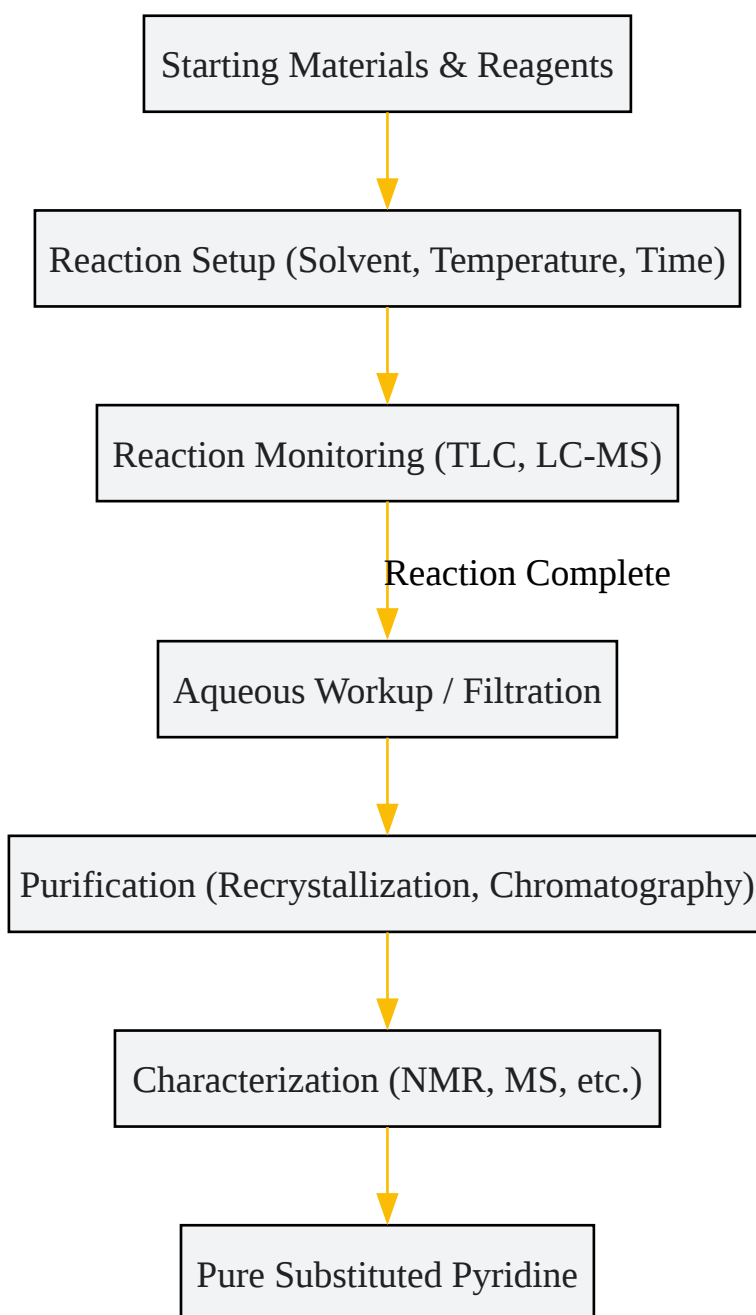 Starting Materials & Reagents
Reaction Setup (Solvent, Temperature, Time)
Reaction Monitoring (TLC, LC-MS)
Reaction Complete
Aqueous Workup / Filtration
Purification (Recrystallization, Chromatography)
Characterization (NMR, MS, etc.)
Pure Substituted Pyridine